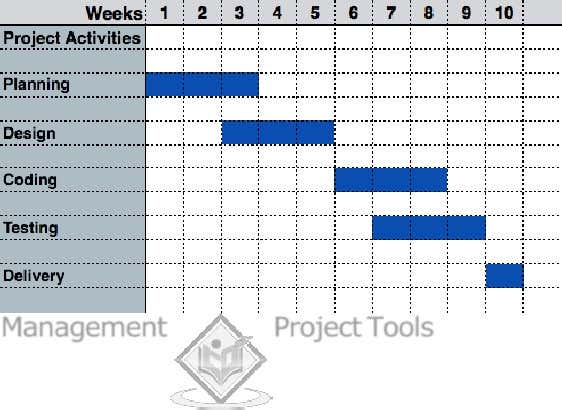 Weeks 1 2 3 4 5 6 7 8 9 10
Project Activities
Planning
Design
Coding
Testing
Delivery
Management Project Tools